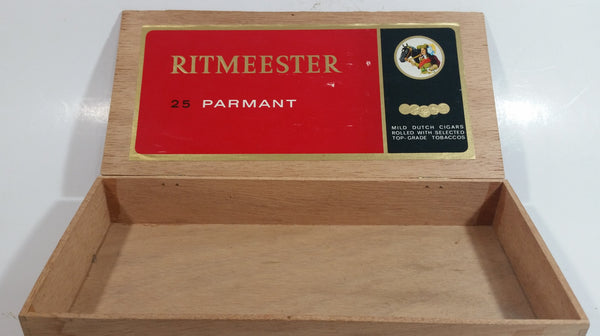 RITMEESTER
25 PARMANT
MILD DUTCH CIGARS
ROLLED WITH SELECTED
TOP-GRADE TOBACCOS